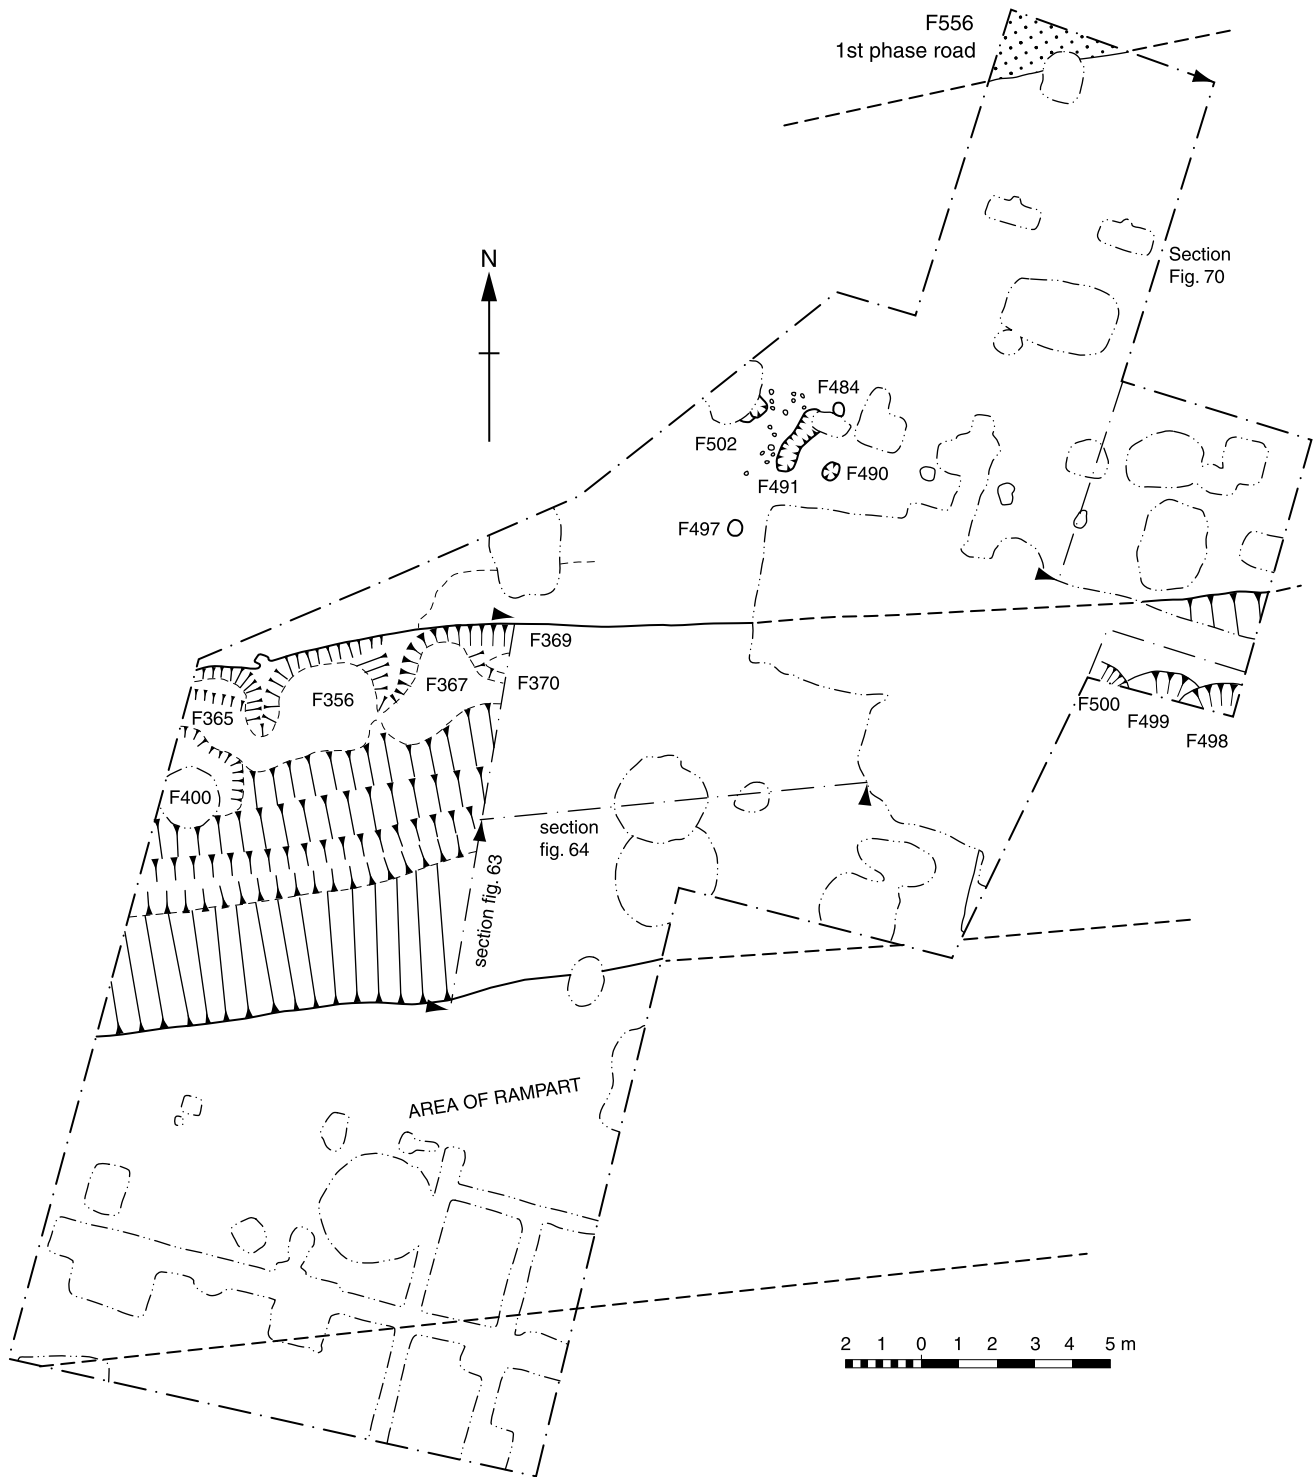 F556
1st phase road
N
Section
Fig. 70
F484
F502
F491
F490
F497
F369
F370
F367
F356
F365
F400
F500
F499
F498
section
fig. 64
section fig. 63
AREA OF RAMPART
2 1 0 1 2 3 4 5 m